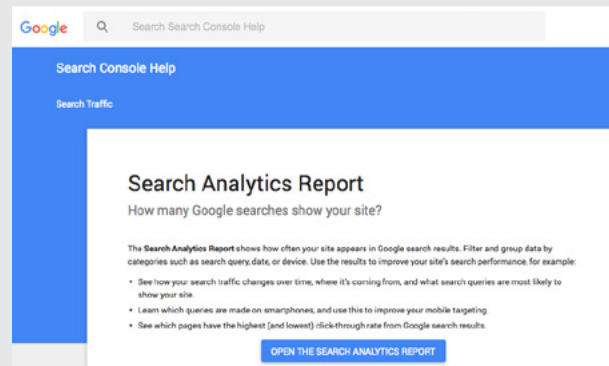 Google
Search Search Console Help
Search Console Help
Search Traffic
Search Analytics Report
How many Google searches show your site?
The Search Analytics Report shows how often your site appears in Google search results. Filter and group data by
categories such as search query, date, or device. Use the results to improve your site's search performance, for example:
• See how your search traffic changes over time, where it's coming from, and what search queries are most likely to
show your site.
• Learn which queries are made on smartphones, and use this to improve your mobile targeting.
• See which pages have the highest (and lowest) click-through rate from Google search results.
OPEN THE SEARCH ANALYTICS REPORT